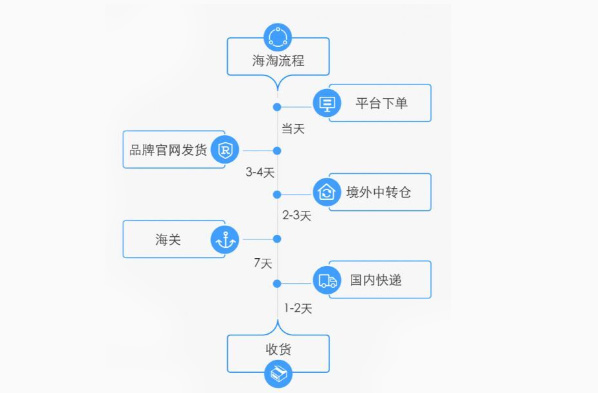 海淘流程
平台下单
当天
品牌官网发货
3-4天
境外中转仓
2-3天
海关
7天
国内快递
1-2天
收货